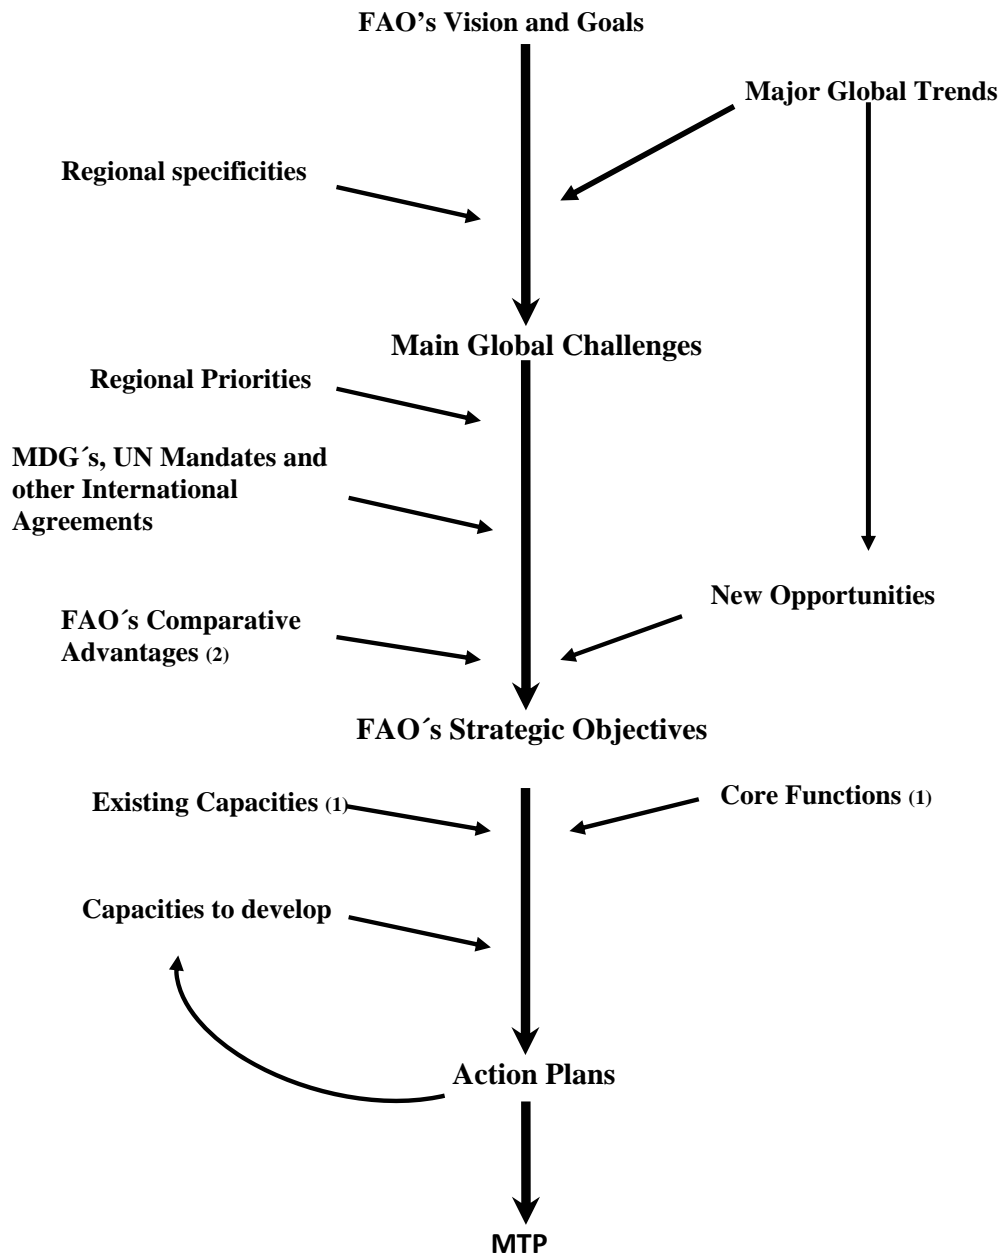 FAO’s Vision and Goals
Major Global Trends
Regional specificities
Main Global Challenges
Regional Priorities
MDG´s, UN Mandates and
other International
Agreements
New Opportunities
FAO´s Comparative
Advantages (2)
FAO´s Strategic Objectives
Existing Capacities (1)
Core Functions (1)
Capacities to develop
Action Plans
MTP